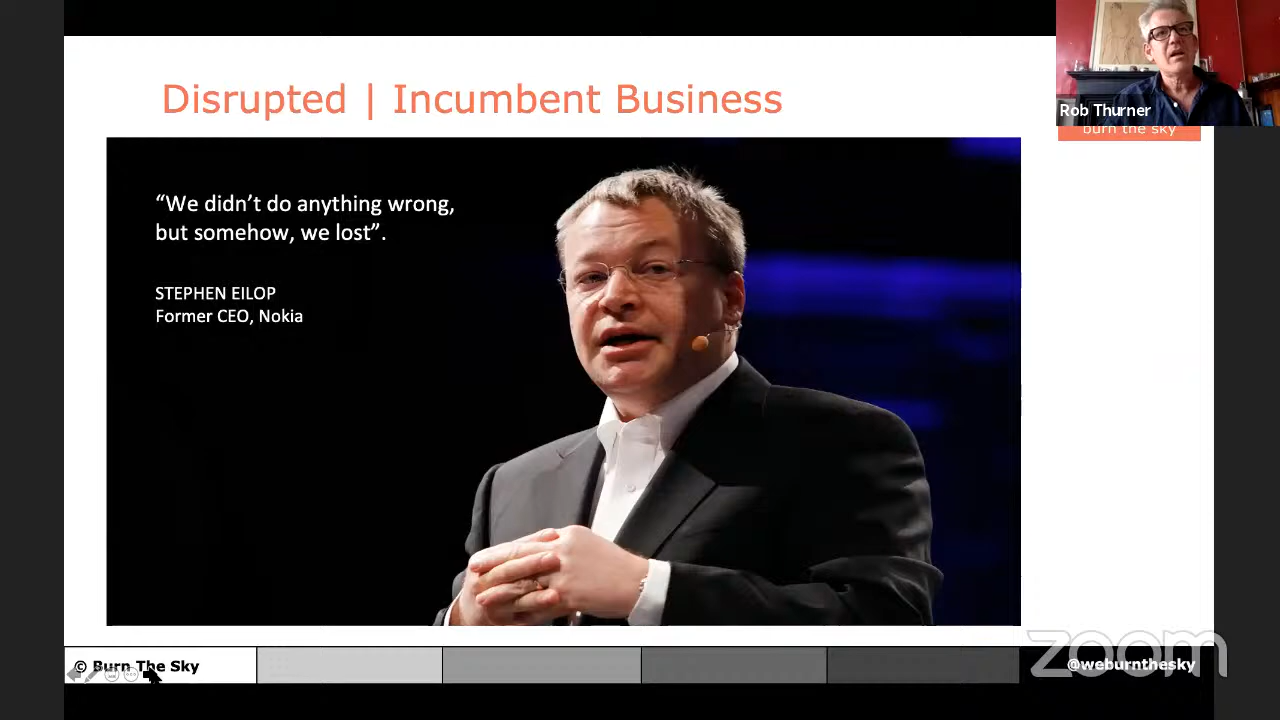 Disrupted | Incumbent Business
Rob Thurner
burn the sky
“We didn’t do anything wrong,
but somehow, we lost”.
STEPHEN EILOP
Former CEO, Nokia
© Burn The Sky
zoom
@weburnthesky